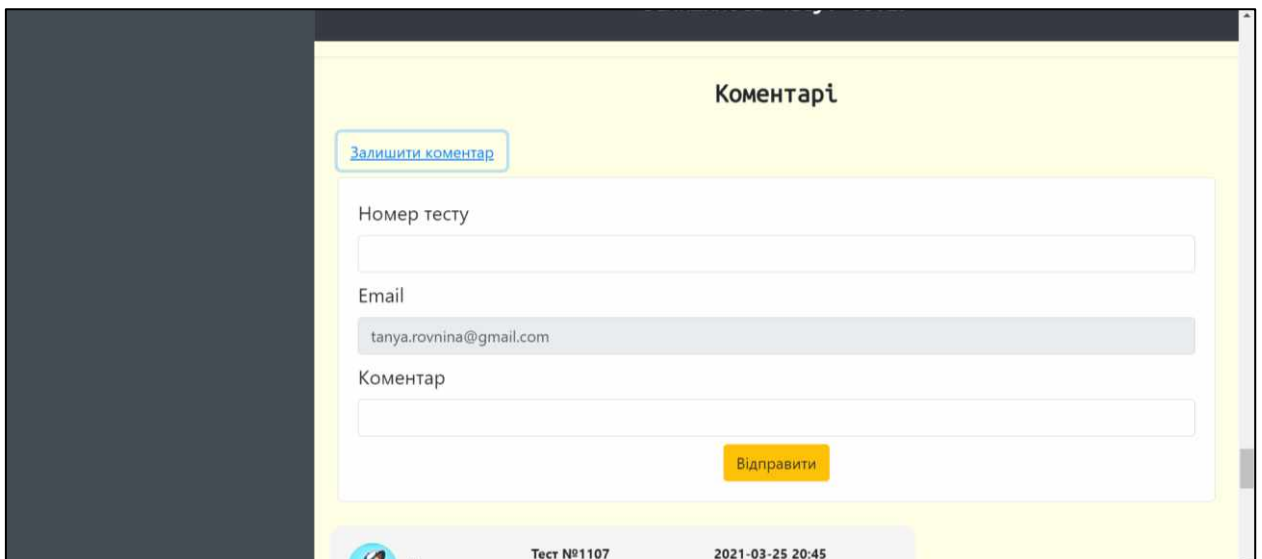 Коментарі
Залишити коментар
Номер тесту
Email
tanya.rovnina@gmail.com
Коментар
Відправити
Тест №1107 2021-03-25 20:45